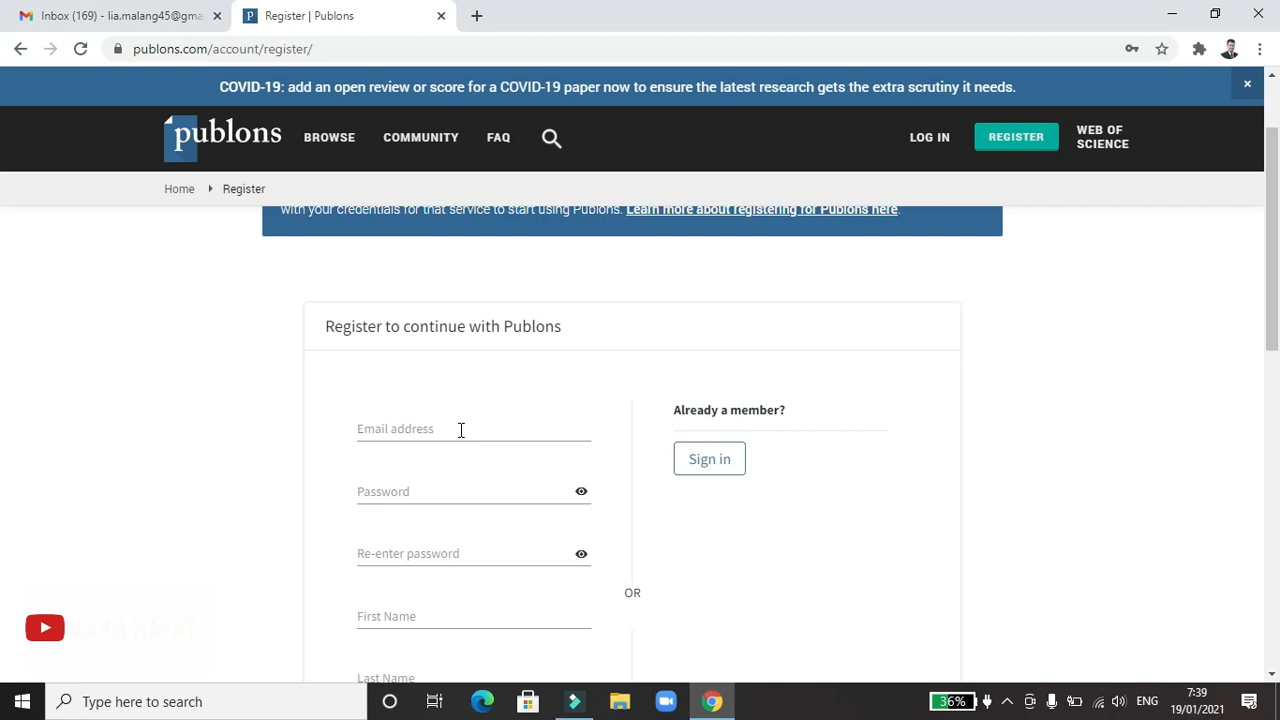 Inbox (169) - lia.malang45@gma
Register | Publons
publons.com/account/register/
COVID-19: add an open review or score for a COVID-19 paper now to ensure the latest research gets the extra scrutiny it needs.
publons
BROWSE
COMMUNITY
FAQ
LOG IN
REGISTER
WEB OF
SCIENCE
Home
Register
with your credentials for that service to start using Publons. Learn more about registering for Publons here.
Register to continue with Publons
Email address
Already a member?
Sign in
Password
Re-enter password
OR
First Name
Last Name
Type here to search
36%
ENG
7:39
19/01/2021